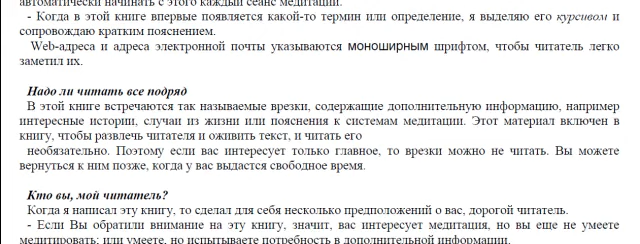 автоматически начинать с этого каждый сеанс медитации.
- Когда в этой книге впервые появляется какой-то термин или определение, я выделяю его курсивом и
сопровождаю кратким пояснением.
Web-адреса и адреса электронной почты указываются моноширным шрифтом, чтобы читатель легко
заметил их.
Надо ли читать все подряд
В этой книге встречаются так называемые врезки, содержащие дополнительную информацию, например
интересные истории, случаи из жизни или пояснения к системам медитации. Этот материал включен в
книгу, чтобы развлечь читателя и оживить текст, и читать его
необязательно. Поэтому если вас интересует только главное, то врезки можно не читать. Вы можете
вернуться к ним позже, когда у вас выдастся свободное время.
Кто вы, мой читатель?
Когда я написал эту книгу, то сделал для себя несколько предположений о вас, дорогой читатель.
- Если Вы обратили внимание на эту книгу, значит, вас интересует медитация, но вы еще не умеете
медитировать; или умеете, но испытываете потребность в дополнительной информации.